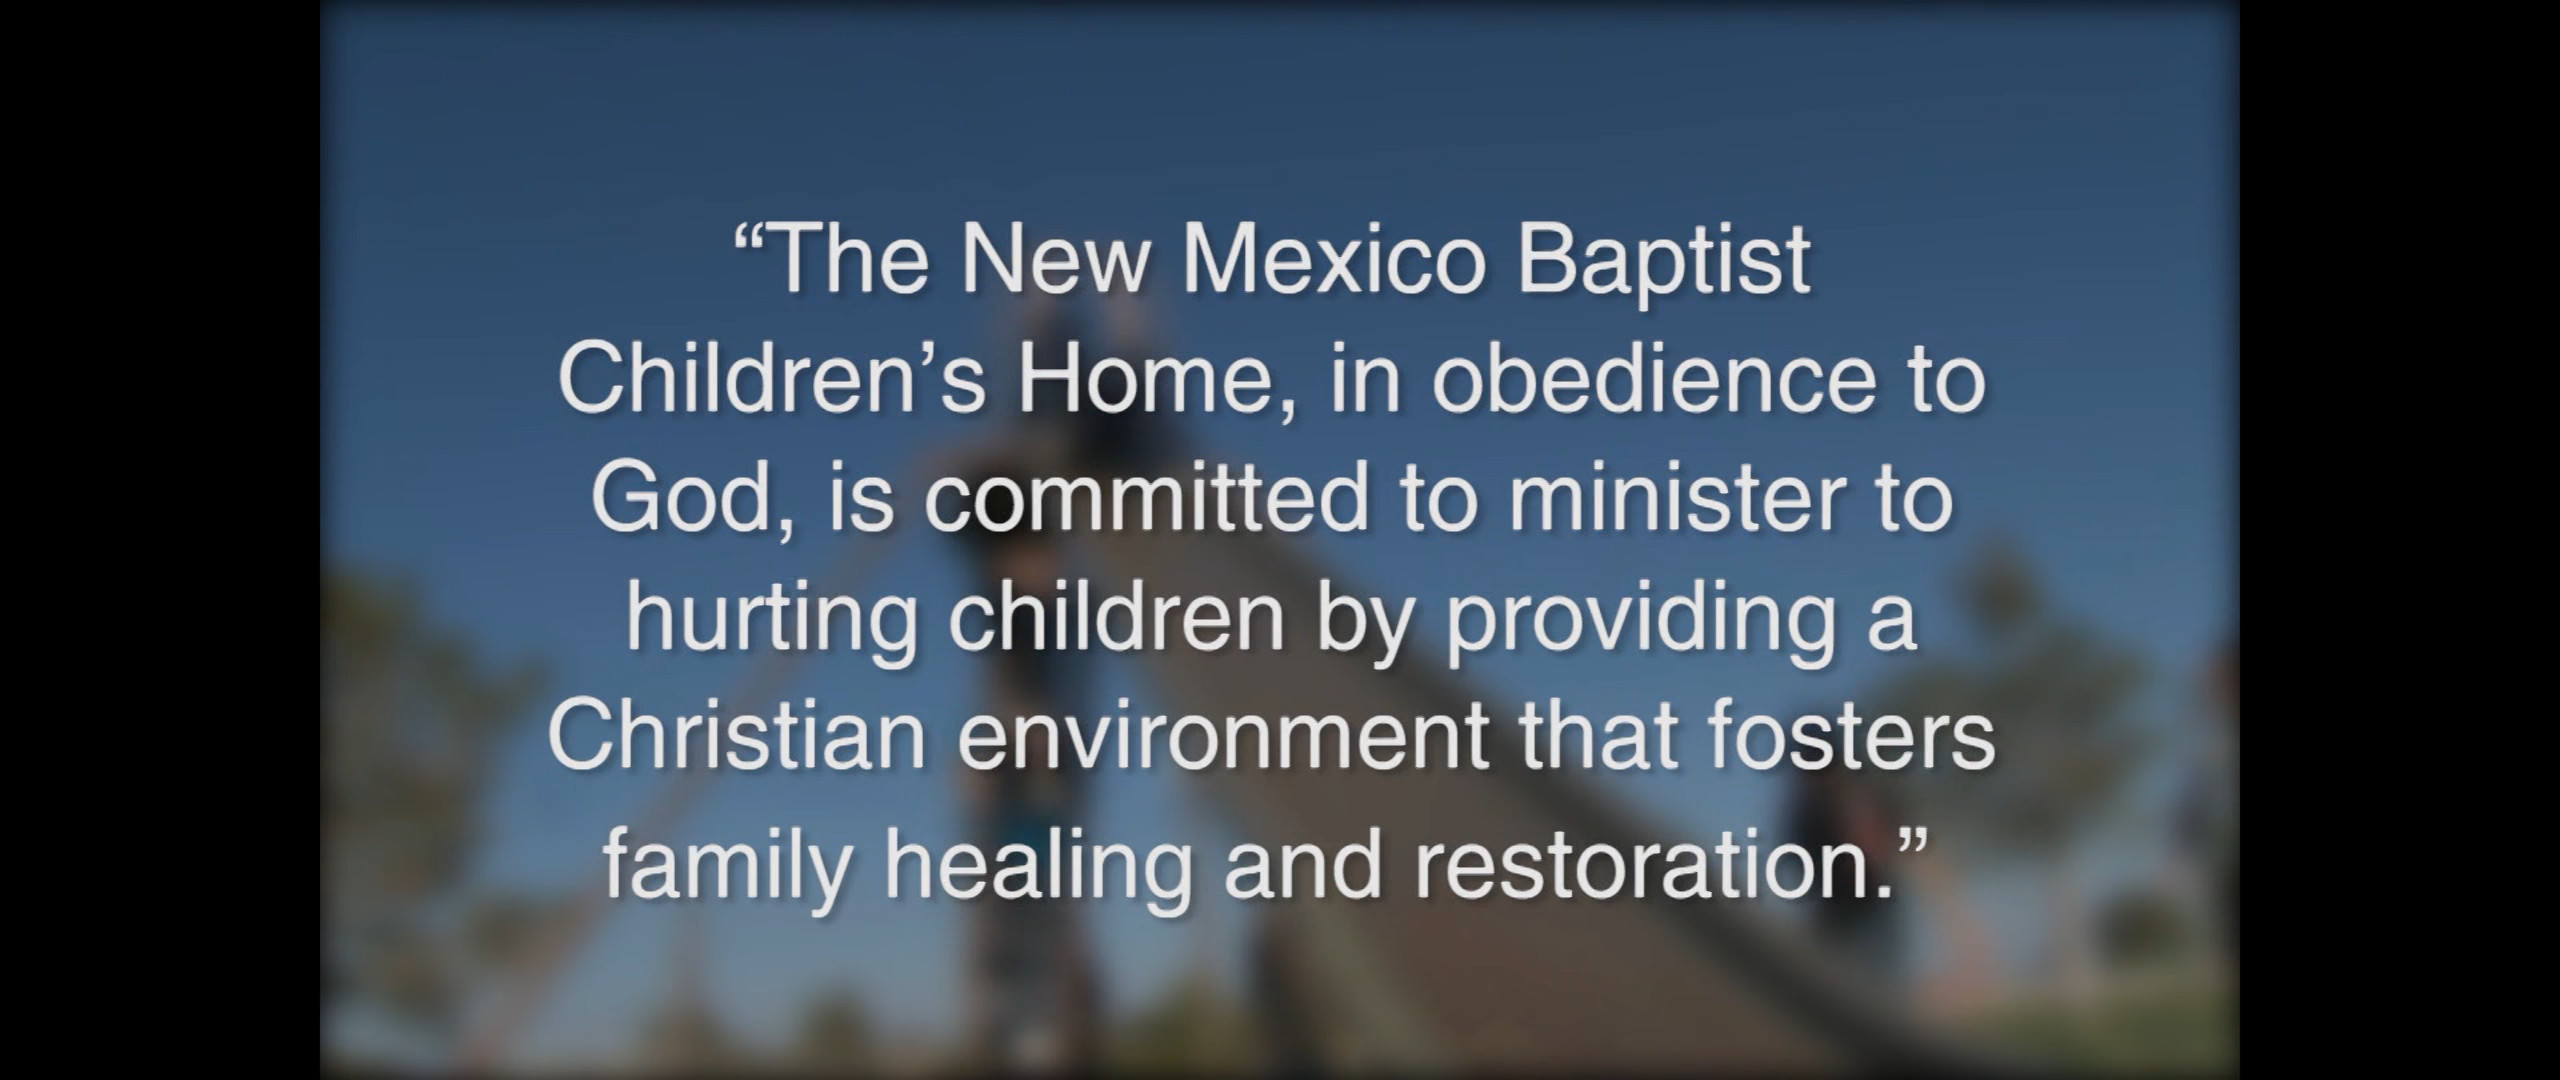 “The New Mexico Baptist
Children’s Home, in obedience to
God, is committed to minister to
hurting children by providing a
Christian environment that fosters
family healing and restoration.”